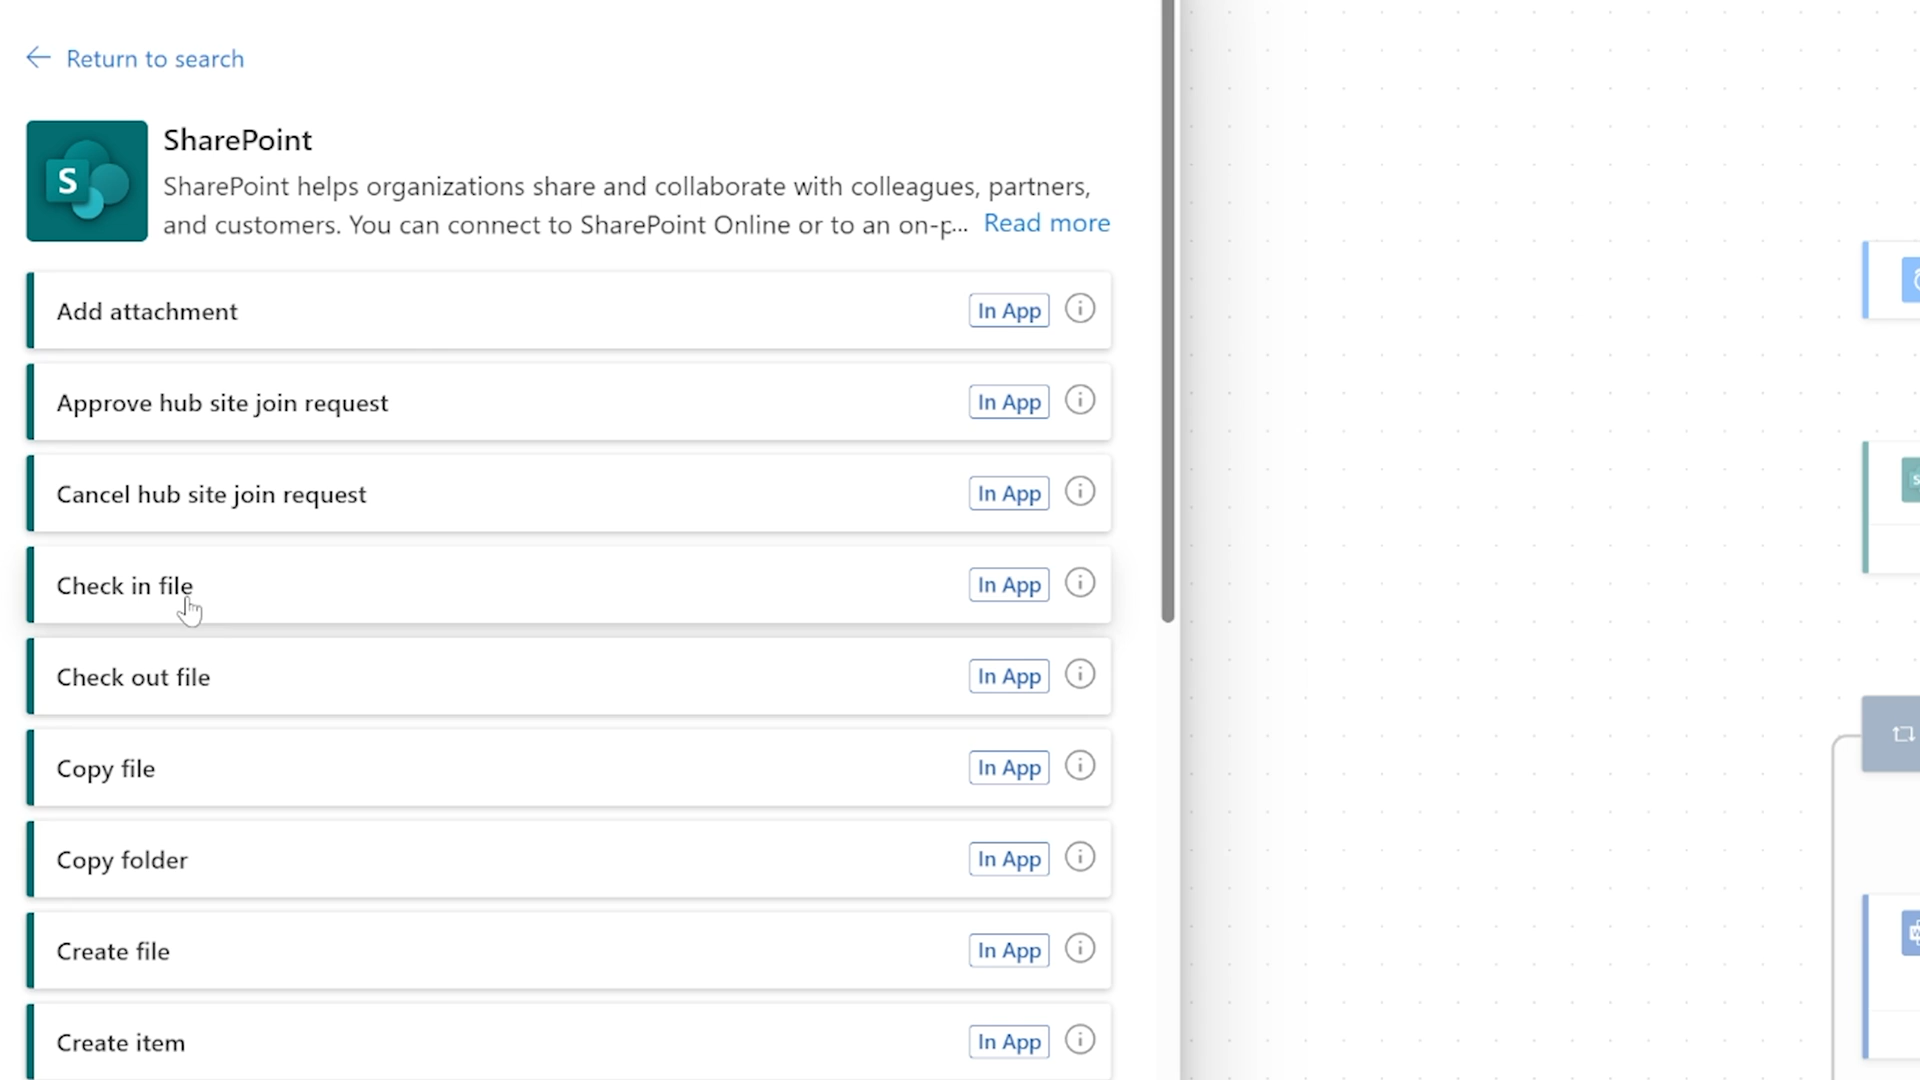 Return to search
SharePoint
S
SharePoint helps organizations share and collaborate with colleagues, partners,
and customers. You can connect to SharePoint Online or to an on-p... Read more
Add attachment In App
Approve hub site join request In App
Cancel hub site join request In App
Check in file In App
Check out file In App
Copy file In App
Copy folder In App
Create file In App
Create item In App